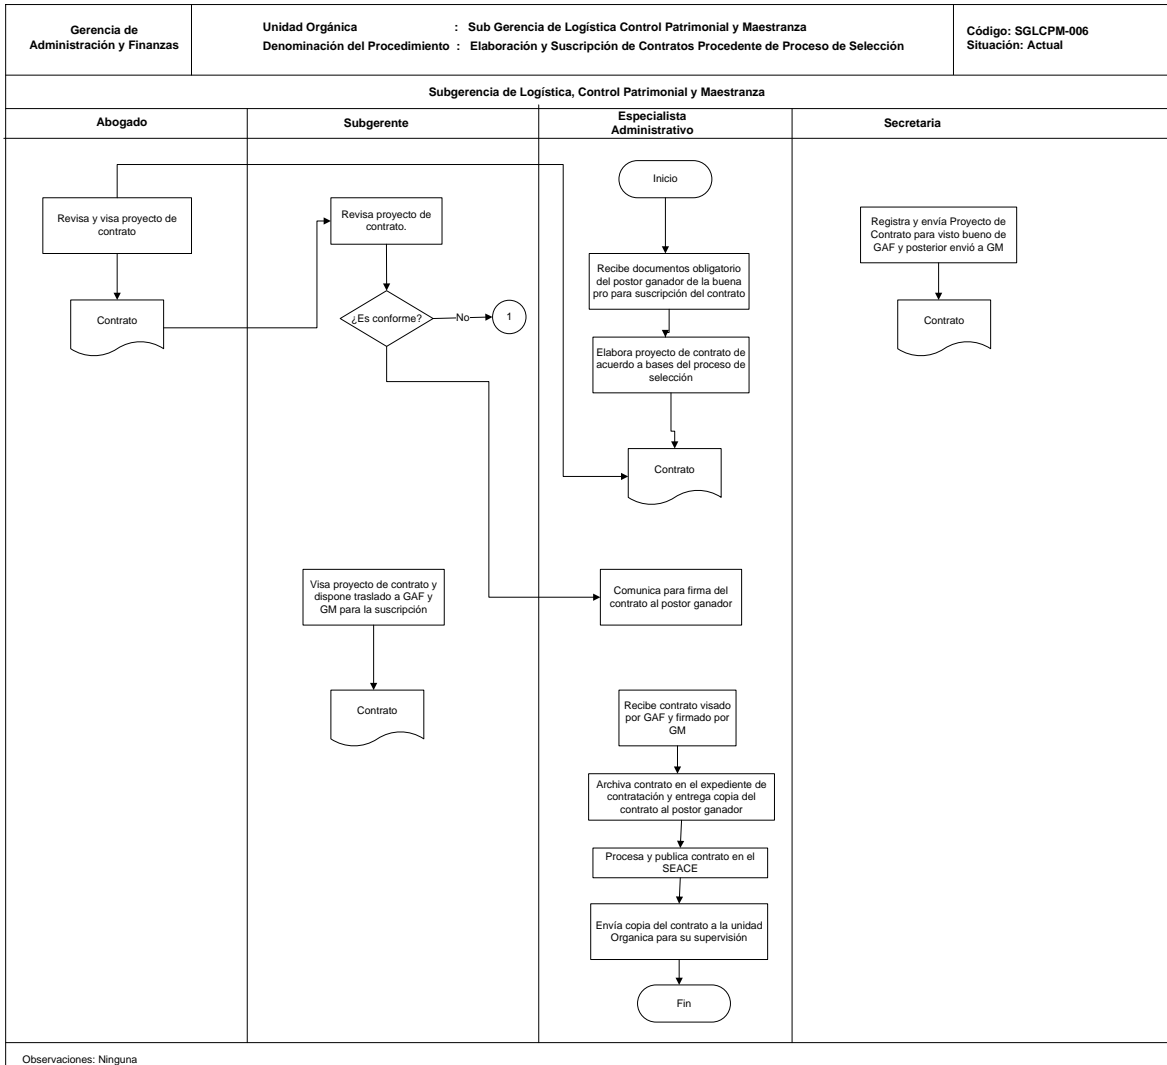 Gerencia de
Administración y Finanzas
Unidad Orgánica : Sub Gerencia de Logística Control Patrimonial y Maestranza
Denominación del Procedimiento : Elaboración y Suscripción de Contratos Procedente de Proceso de Selección
Código: SGLCPM-006
Situación: Actual
Subgerencia de Logística, Control Patrimonial y Maestranza
Abogado
Subgerente
Especialista
Administrativo
Secretaria
Revisa y visa proyecto de
contrato
Contrato
Revisa proyecto de
contrato.
¿Es conforme?
No
1
Visa proyecto de contrato y
dispone traslado a GAF y
GM para la suscripción
Contrato
Inicio
Recibe documentos obligatorio
del postor ganador de la buena
pro para suscripción del contrato
Elabora proyecto de contrato de
acuerdo a bases del proceso de
selección
Contrato
Comunica para firma del
contrato al postor ganador
Recibe contrato visado
por GAF y firmado por
GM
Archiva contrato en el expediente de
contratación y entrega copia del
contrato al postor ganador
Procesa y publica contrato en el
SEACE
Envía copia del contrato a la unidad
Organica para su supervisión
Fin
Registra y envía Proyecto de
Contrato para visto bueno de
GAF y posterior envió a GM
Contrato
Observaciones: Ninguna